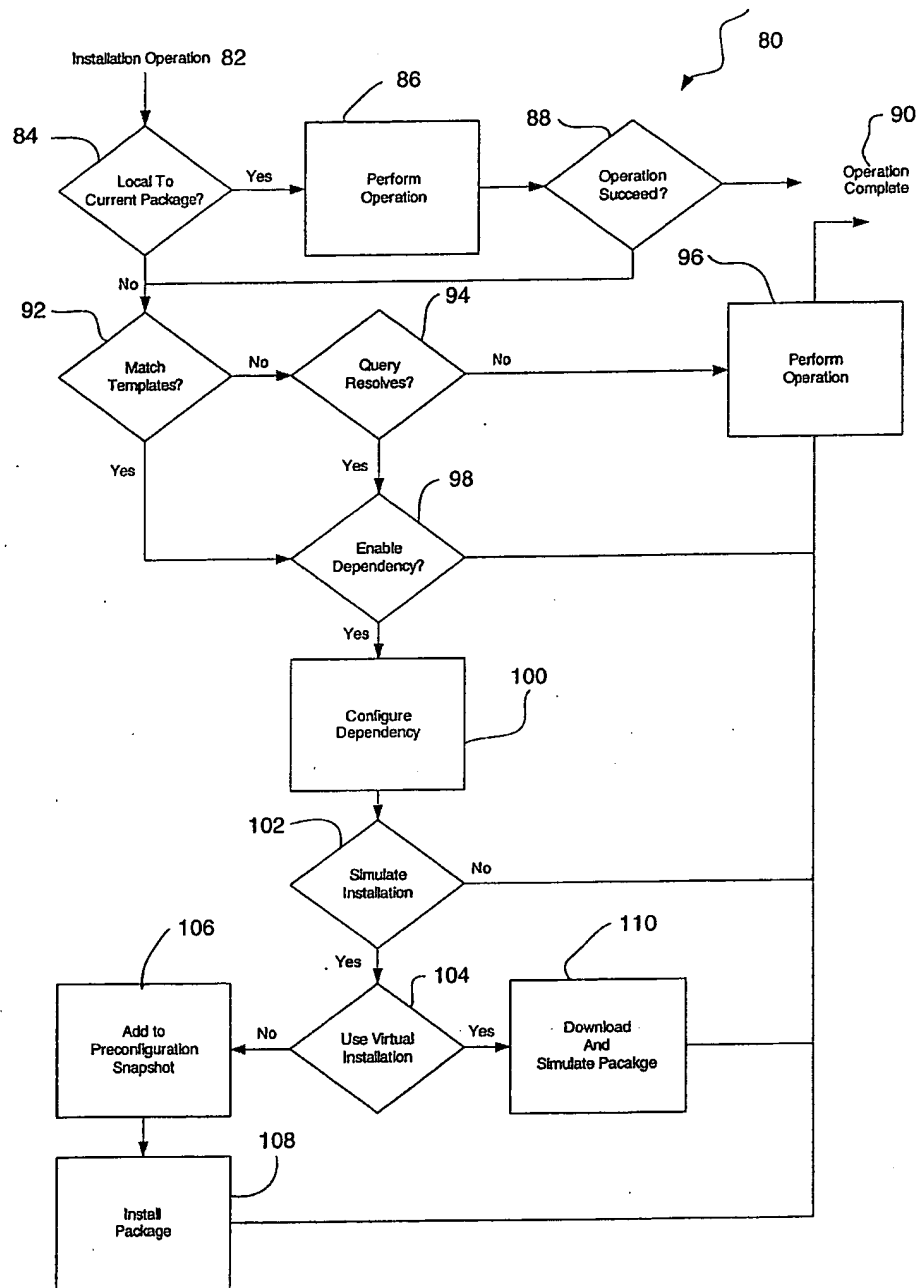 80
Installation Operation 82
86
88
90
84
Operation
Complete
Local To
Current Package?
Yes
Perform
Operation
Operation
Succeed?
No
92
94
96
Match
Templates?
No
Query
Resolves?
No
Perform
Operation
Yes
Yes
98
Enable
Dependency?
Yes
100
Configure
Dependency
102
Simulate
Installation
No
106
Yes
104
110
Add to
Preconfiguration
Snapshot
No
Use Virtual
Installation
Yes
Download
And
Simulate Pacakge
108
Install
Package